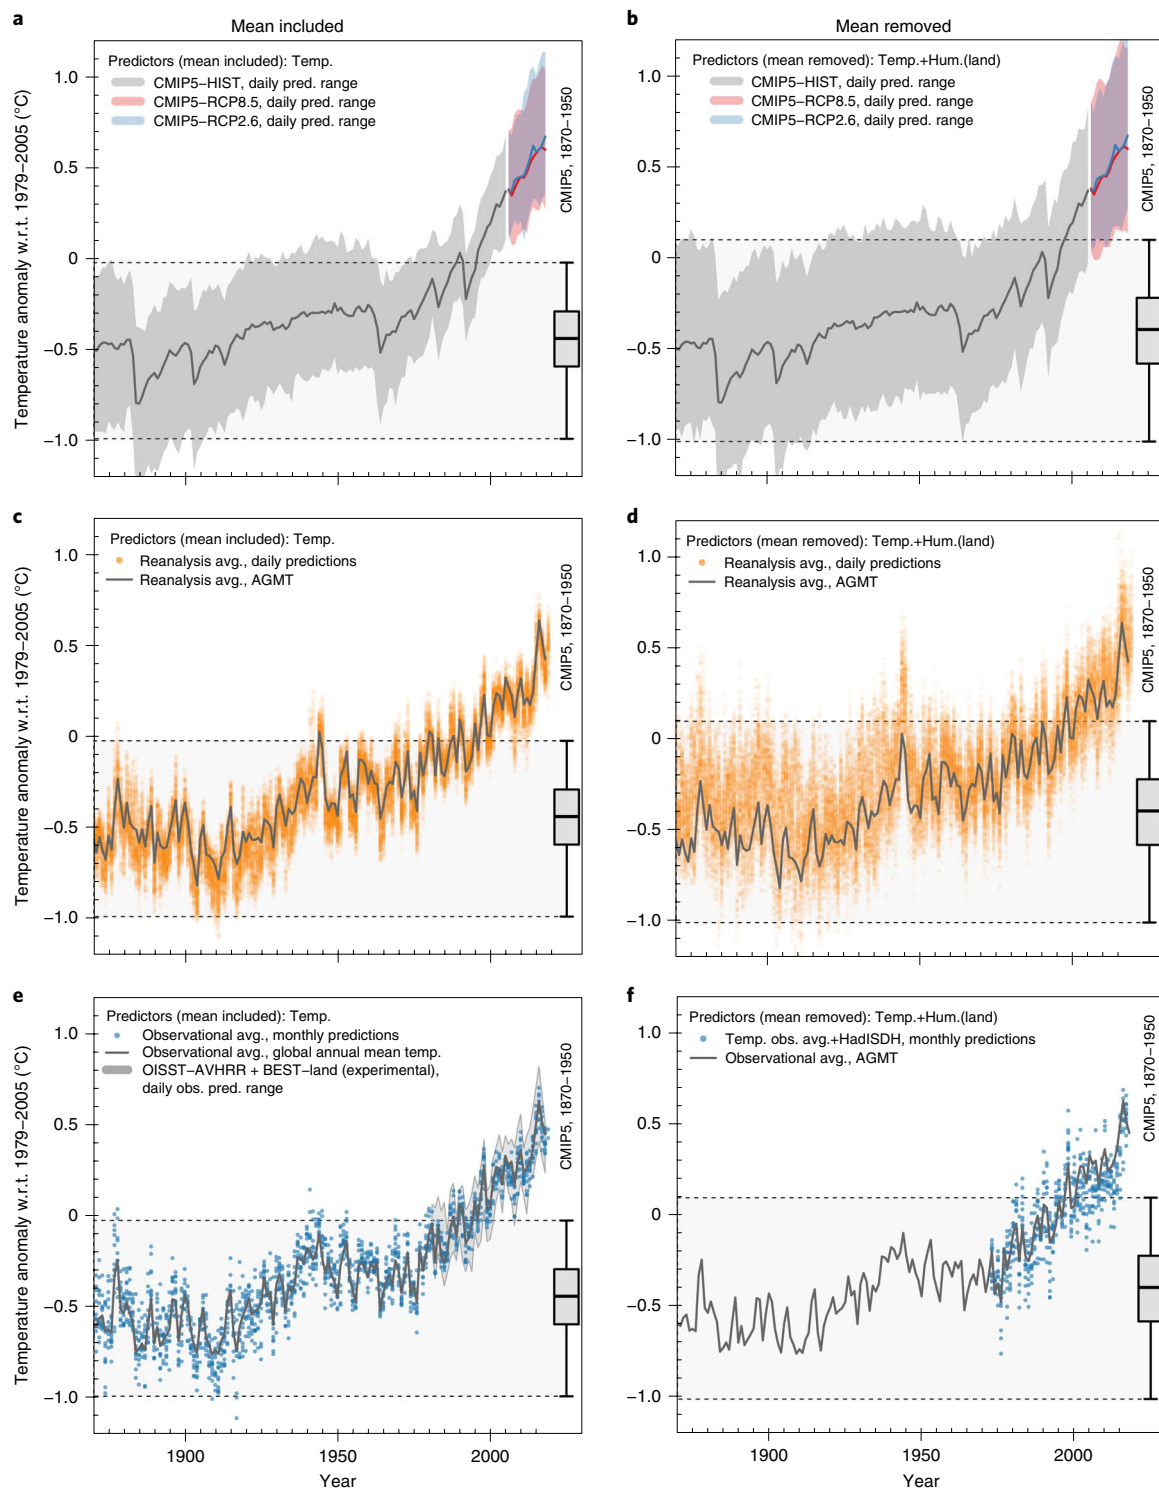 a
Mean included
Predictors (mean included): Temp.
CMIP5–HIST, daily pred. range
CMIP5–RCP8.5, daily pred. range
CMIP5–RCP2.6, daily pred. range
1.0
0.5
0
−0.5
−1.0
Temperature anomaly w.r.t. 1979–2005 (°C)
CMIP5, 1870–1950
b
Mean removed
Predictors (mean removed): Temp.+Hum.(land)
CMIP5–HIST, daily pred. range
CMIP5–RCP8.5, daily pred. range
CMIP5–RCP2.6, daily pred. range
1.0
0.5
0
−0.5
−1.0
CMIP5, 1870–1950
c
Predictors (mean included): Temp.
Reanalysis avg., daily predictions
Reanalysis avg., AGMT
1.0
0.5
0
−0.5
−1.0
Temperature anomaly w.r.t. 1979–2005 (°C)
CMIP5, 1870–1950
d
Predictors (mean removed): Temp.+Hum.(land)
Reanalysis avg., daily predictions
Reanalysis avg., AGMT
1.0
0.5
0
−0.5
−1.0
CMIP5, 1870–1950
e
Predictors (mean included): Temp.
Observational avg., monthly predictions
Observational avg., global annual mean temp.
OISST–AVHRR + BEST–land (experimental),
daily obs. pred. range
1.0
0.5
0
−0.5
−1.0
Temperature anomaly w.r.t. 1979–2005 (°C)
CMIP5, 1870–1950
1900
1950
2000
Year
f
Predictors (mean removed): Temp.+Hum.(land)
Temp. obs. avg.+HadISDH, monthly predictions
Observational avg., AGMT
1.0
0.5
0
−0.5
−1.0
CMIP5, 1870–1950
1900
1950
2000
Year